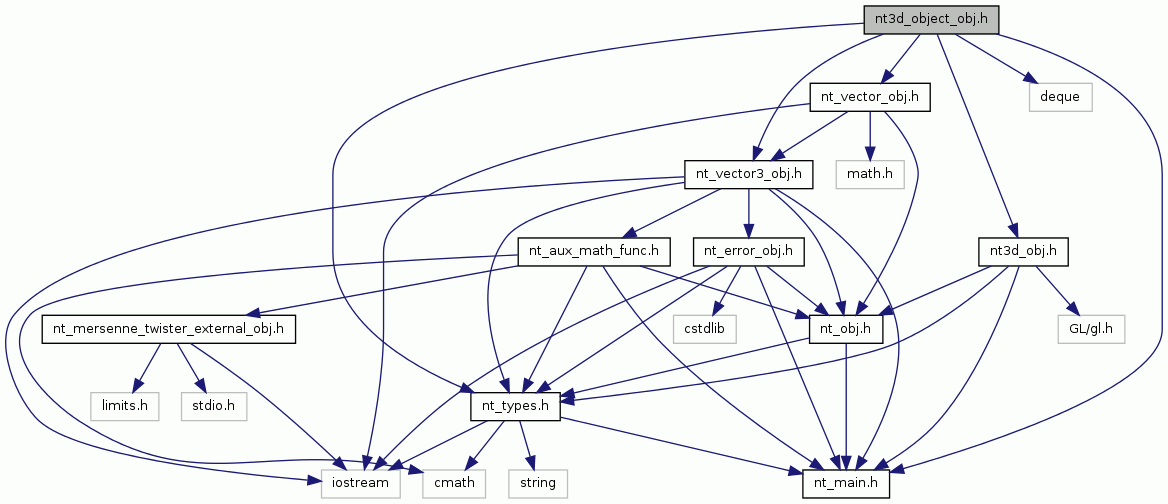 nt3d_object_obj.h
nt_vector_obj.h
deque
nt_vector3_obj.h
math.h
nt_aux_math_func.h
nt_error_obj.h
nt3d_obj.h
nt_mersenne_twister_external_obj.h
cstdlib
nt_obj.h
GL/gl.h
limits.h
stdio.h
nt_types.h
iostream
cmath
string
nt_main.h